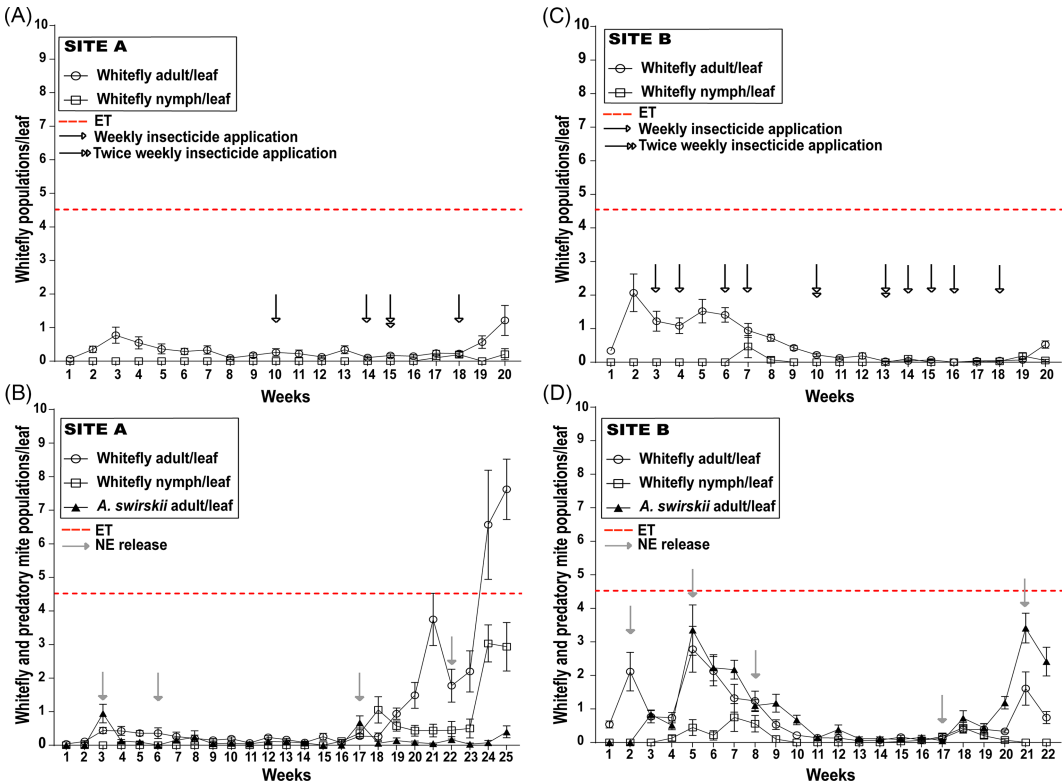 (A)
Whitefly populations/leaf
10
9
8
7
6
5
4
3
2
1
0
SITE A
Whitefly adult/leaf
Whitefly nymph/leaf
ET
Weekly insecticide application
Twice weekly insecticide application
1 2 3 4 5 6 7 8 9 10 11 12 13 14 15 16 17 18 19 20
Weeks
(C)
Whitefly populations/leaf
10
9
8
7
6
5
4
3
2
1
0
SITE B
Whitefly adult/leaf
Whitefly nymph/leaf
ET
Weekly insecticide application
Twice weekly insecticide application
1 2 3 4 5 6 7 8 9 10 11 12 13 14 15 16 17 18 19 20
Weeks
(B)
Whitefly and predatory mite populations/leaf
10
9
8
7
6
5
4
3
2
1
0
SITE A
Whitefly adult/leaf
Whitefly nymph/leaf
A. swirskii adult/leaf
ET
NE release
1 2 3 4 5 6 7 8 9 10 11 12 13 14 15 16 17 18 19 20 21 22 23 24 25
Weeks
(D)
Whitefly and predatory mite populations/leaf
10
9
8
7
6
5
4
3
2
1
0
SITE B
Whitefly adult/leaf
Whitefly nymph/leaf
A. swirskii adult/leaf
ET
NE release
1 2 3 4 5 6 7 8 9 10 11 12 13 14 15 16 17 18 19 20 21 22
Weeks